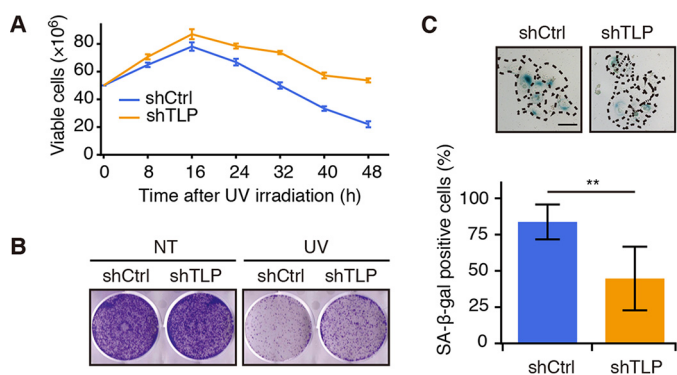 A
Viable cells (×10⁶)
80
60
40
20
0
shCtrl
shTLP
0 8 16 24 32 40 48
Time after UV irradiation (h)
B
NT UV
shCtrl shTLP shCtrl shTLP
C
shCtrl shTLP
SA-β-gal positive cells (%)
**
100
75
50
25
0
shCtrl shTLP